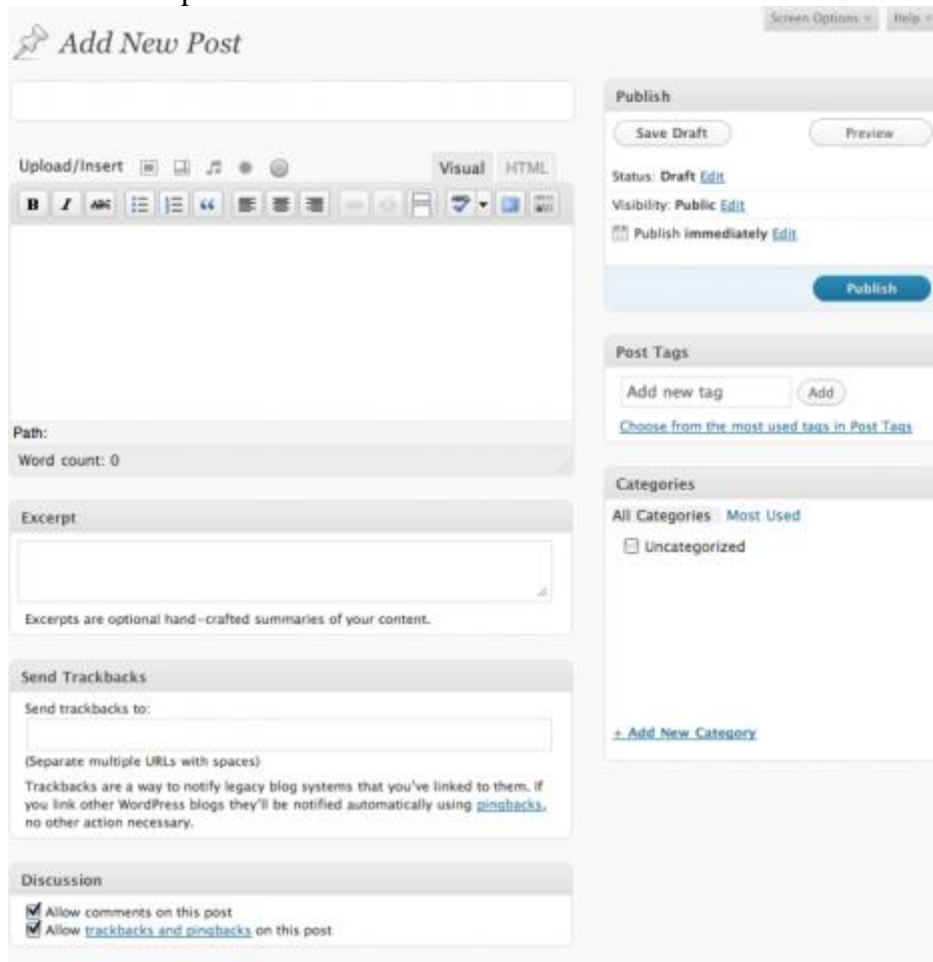 Screen Options
Help
Add New Post
Upload/Insert
Visual
HTML
B I ABC
Path:
Word count: 0
Excerpt
Excerpts are optional hand-crafted summaries of your content.
Send Trackbacks
Send trackbacks to:
(Separate multiple URLs with spaces)
Trackbacks are a way to notify legacy blog systems that you've linked to them. If
you link other WordPress blogs they'll be notified automatically using pingbacks,
no other action necessary.
Discussion
Allow comments on this post
Allow trackbacks and pingbacks on this post
Publish
Save Draft
Preview
Status: Draft Edit
Visibility: Public Edit
Publish immediately Edit
Publish
Post Tags
Add new tag
Add
Choose from the most used tags in Post Tags
Categories
All Categories Most Used
Uncategorized
+ Add New Category